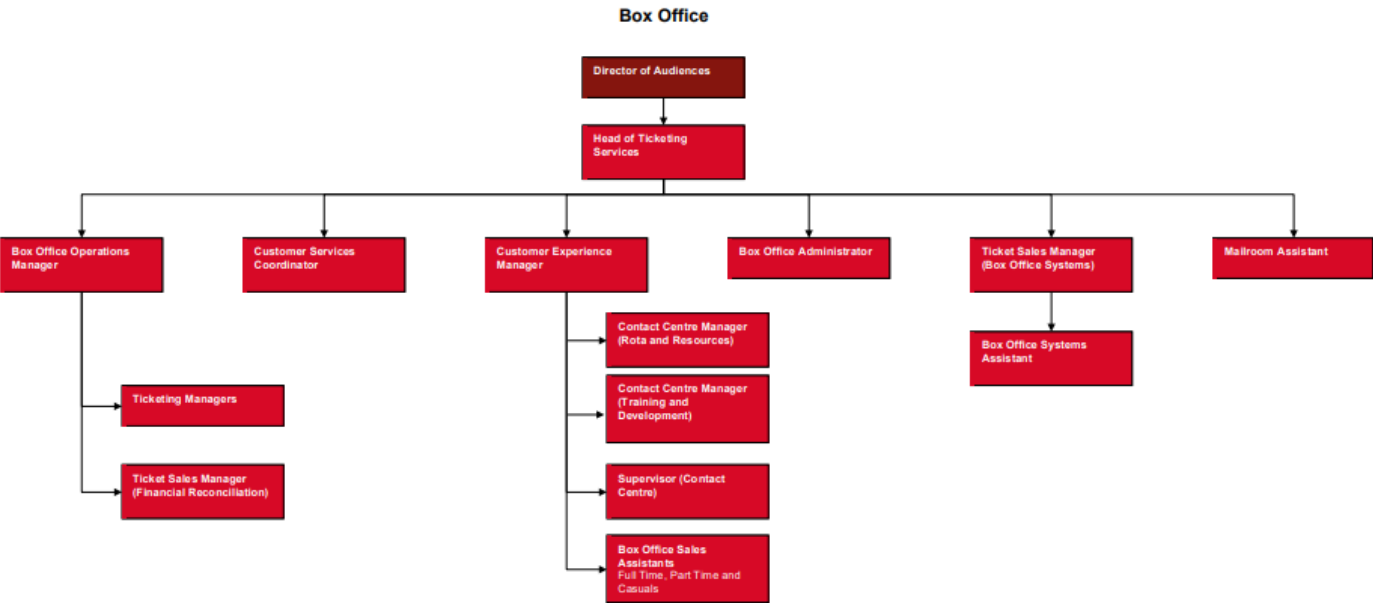 Box Office
Director of Audiences
Head of Ticketing
Services
Box Office Operations
Manager
Customer Services
Coordinator
Customer Experience
Manager
Box Office Administrator
Ticket Sales Manager
(Box Office Systems)
Mailroom Assistant
Ticketing Managers
Ticket Sales Manager
(Financial Reconciliation)
Contact Centre Manager
(Rota and Resources)
Contact Centre Manager
(Training and
Development)
Supervisor (Contact
Centre)
Box Office Sales
Assistants
Full Time, Part Time and
Casuals
Box Office Systems
Assistant